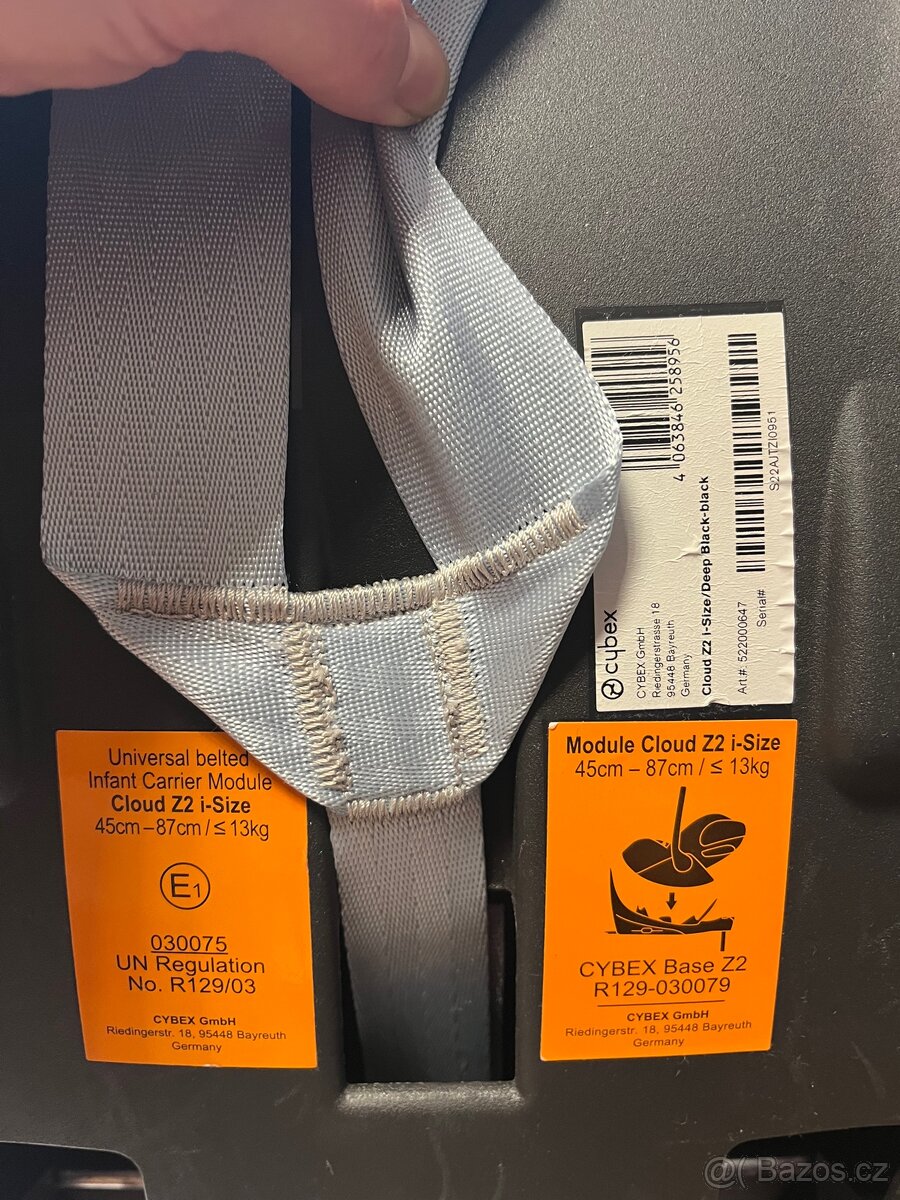 4 063846 258956
S22AJTZI0951
Serial#
cybex
CYBEX GmbH
Riedingerstrasse 18
95448 Bayreuth
Germany
Cloud Z2 i-Size/Deep Black-black
Art.#: 522000647
Universal belted
Infant Carrier Module
Cloud Z2 i-Size
45cm–87cm/≤13kg
E1
030075
UN Regulation
No. R129/03
CYBEX GmbH
Riedingerstr. 18, 95448 Bayreuth
Germany
Module Cloud Z2 i-Size
45cm – 87cm / ≤ 13kg
CYBEX Base Z2
R129-030079
CYBEX GmbH
Riedingerstr. 18, 95448 Bayreuth
Germany
@( Bazos.cz